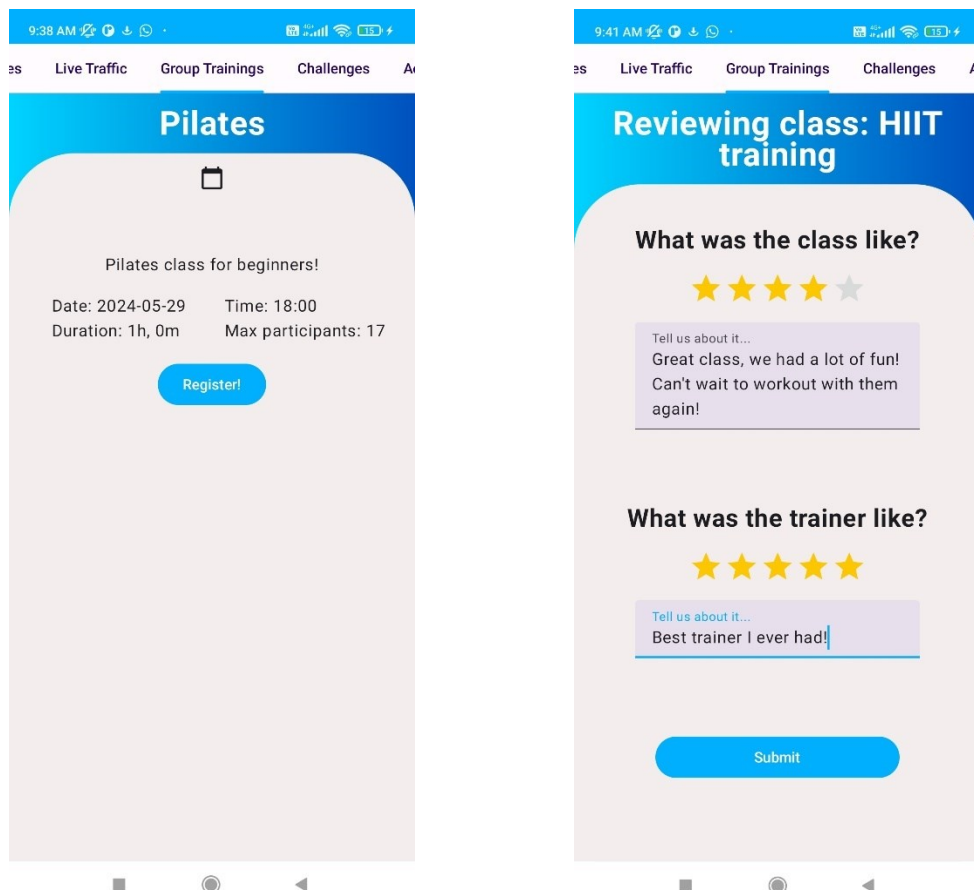 9:38 AM
15
es Live Traffic Group Trainings Challenges
Pilates
Pilates class for beginners!
Date: 2024-05-29 Time: 18:00
Duration: 1h, 0m Max participants: 17
Register!
9:41 AM
15
es Live Traffic Group Trainings Challenges
Reviewing class: HIIT
training
What was the class like?
Tell us about it...
Great class, we had a lot of fun!
Can't wait to workout with them
again!
What was the trainer like?
Tell us about it...
Best trainer I ever had!
Submit